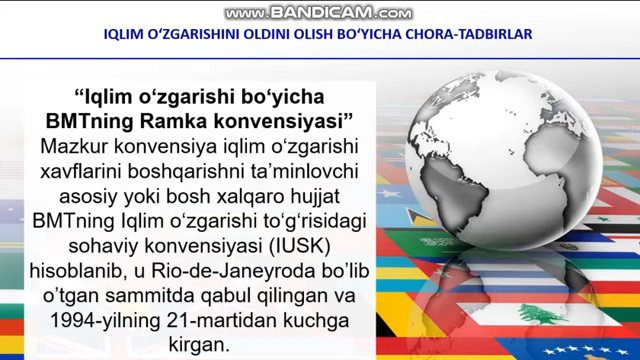 www.BANDICAM.com
IQLIM O‘ZGARISHINI OLDINI OLISH BO‘YICHA CHORA-TADBIRLAR
“Iqlim o‘zgarishi bo‘yicha
BMTning Ramka konvensiyasi”
Mazkur konvensiya iqlim o‘zgarishi
xavflarini boshqarishni ta’minlovchi
asosiy yoki bosh xalqaro hujjat
BMTning Iqlim o‘zgarishi to‘g‘risidagi
sohaviy konvensiyasi (IUSK)
hisoblanib, u Rio-de-Janeyroda bo’lib
o’tgan sammitda qabul qilingan va
1994-yilning 21-martidan kuchga
kirgan.